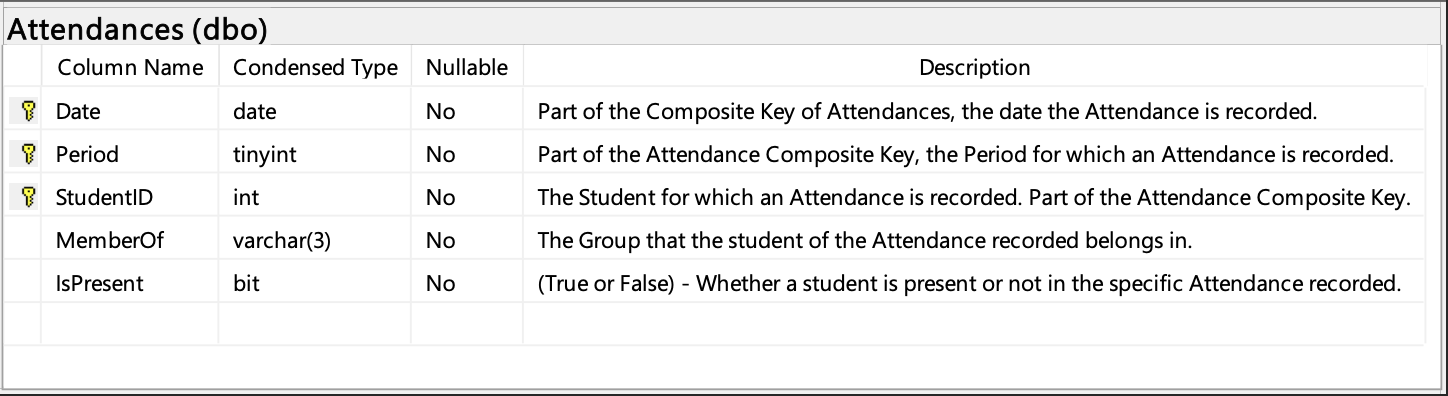 Attendances (dbo)
Column Name Condensed Type Nullable Description
Date date No Part of the Composite Key of Attendances, the date the Attendance is recorded.
Period tinyint No Part of the Attendance Composite Key, the Period for which an Attendance is recorded.
StudentID int No The Student for which an Attendance is recorded. Part of the Attendance Composite Key.
MemberOf varchar(3) No The Group that the student of the Attendance recorded belongs in.
IsPresent bit No (True or False) - Whether a student is present or not in the specific Attendance recorded.